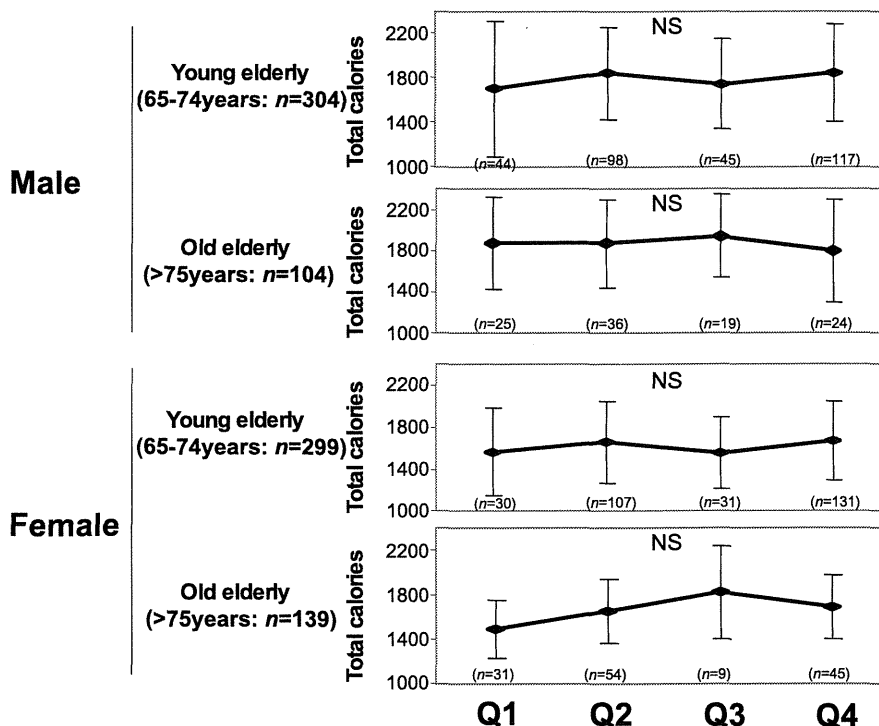 Male
Young elderly
(65-74years: n=304)
Total calories
2200
1800
1400
1000
NS
(n=44)
(n=98)
(n=45)
(n=117)
Old elderly
(>75years: n=104)
Total calories
2200
1800
1400
1000
NS
(n=25)
(n=36)
(n=19)
(n=24)
Female
Young elderly
(65-74years: n=299)
Total calories
2200
1800
1400
1000
NS
(n=30)
(n=107)
(n=31)
(n=131)
Old elderly
(>75years: n=139)
Total calories
2200
1800
1400
1000
NS
(n=31)
(n=54)
(n=9)
(n=45)
Q1 Q2 Q3 Q4